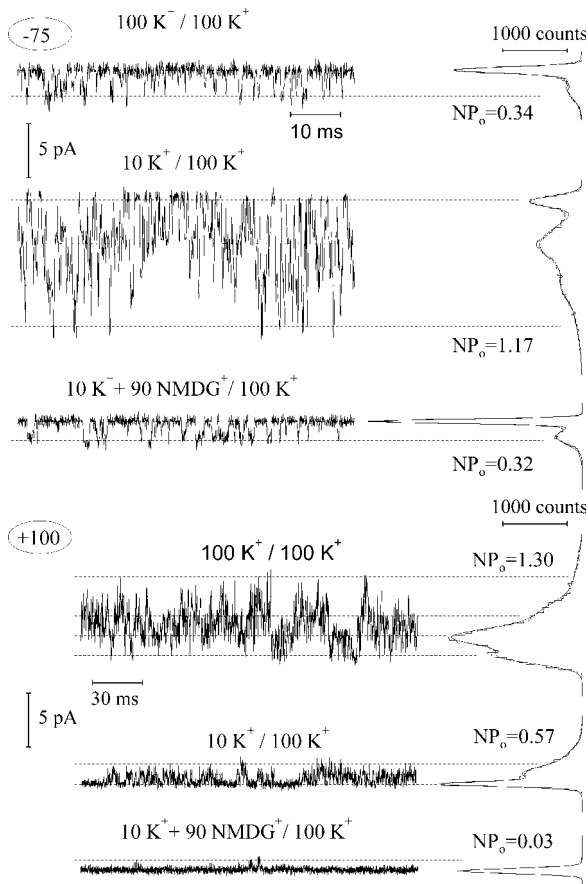 -75
100 K⁻ / 100 K⁺
1000 counts
NPₒ=0.34
10 ms
5 pA
10 K⁺ / 100 K⁺
NPₒ=1.17
10 K⁻ + 90 NMDG⁺ / 100 K⁺
NPₒ=0.32
1000 counts
+100
100 K⁺ / 100 K⁺
NPₒ=1.30
30 ms
5 pA
10 K⁺ / 100 K⁺
NPₒ=0.57
10 K⁺ + 90 NMDG⁺ / 100 K⁺
NPₒ=0.03